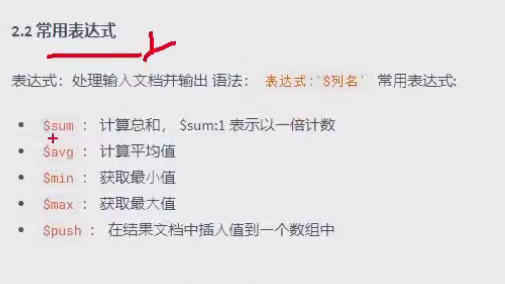 2.2 常用表达式
表达式：处理输入文档并输出 语法： 表达式:'$列名' 常用表达式:
$sum ： 计算总和， $sum:1 表示以一倍计数
$avg ： 计算平均值
$min ： 获取最小值
$max ： 获取最大值
$push ： 在结果文档中插入值到一个数组中